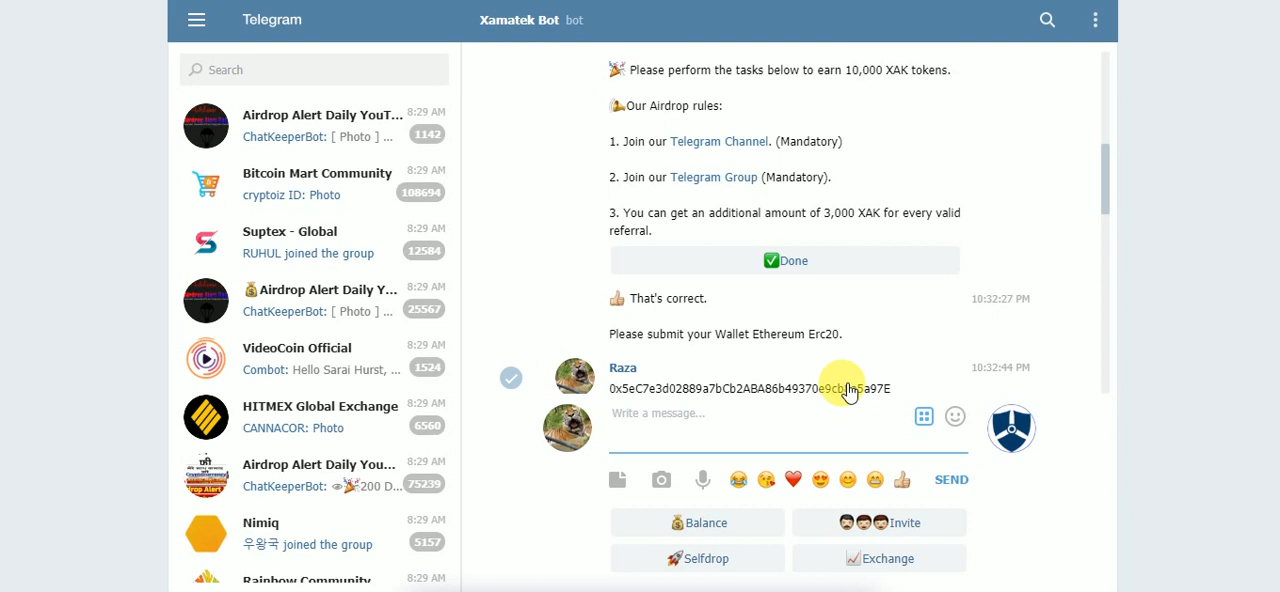 Telegram
Xamatek Bot bot
Search
Airdrop Alert Daily YouT... 8:29 AM
ChatKeeperBot: [ Photo ] ... 1142
Bitcoin Mart Community 8:29 AM
cryptoiz ID: Photo 108694
Suptex - Global 8:29 AM
RUHUL joined the group 12584
💰Airdrop Alert Daily Y... 8:29 AM
ChatKeeperBot: [ Photo ] ... 25567
VideoCoin Official 8:29 AM
Combot: Hello Sarai Hurst, ... 1524
HITMEX Global Exchange 8:29 AM
CANNACOR: Photo 6560
Airdrop Alert Daily You... 8:29 AM
ChatKeeperBot: 👁🎉200 D... 75239
Nimiq 8:29 AM
우왕국 joined the group 5157
Rainbow Community 8:29 AM
🎉 Please perform the tasks below to earn 10,000 XAK tokens.
Our Airdrop rules:
1. Join our Telegram Channel. (Mandatory)
2. Join our Telegram Group (Mandatory).
3. You can get an additional amount of 3,000 XAK for every valid
referral.
✅Done
👍 That's correct. 10:32:27 PM
Please submit your Wallet Ethereum Erc20.
Raza 10:32:44 PM
Write a message...
SEND
💰Balance
Invite
🚀Selfdrop
📈Exchange